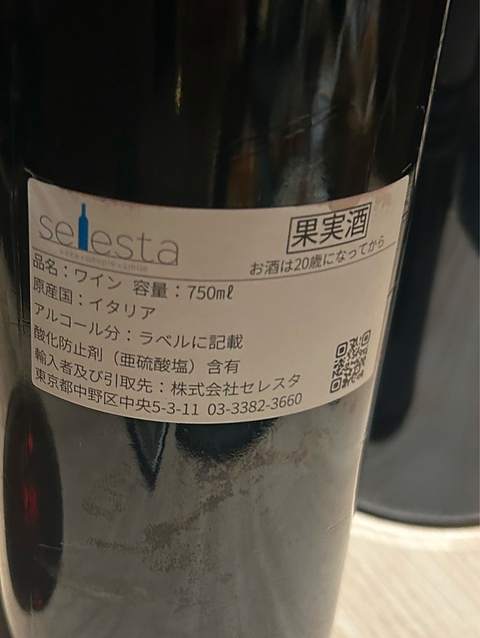 selesta
果実酒
お酒は20歳になってから
品名：ワイン 容量：750mℓ
原産国：イタリア
アルコール分：ラベルに記載
酸化防止剤（亜硫酸塩）含有
輸入者及び引取先：株式会社セレスタ
東京都中野区中央5-3-11 03-3382-3660